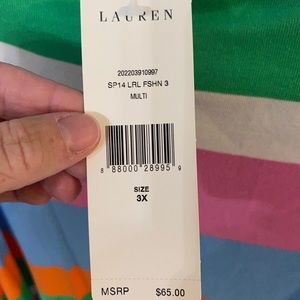 LAUREN
202203910997
SP14 LRL FSHN 3
MULTI
8 88000 28995 9
SIZE
3X
MSRP $65.00